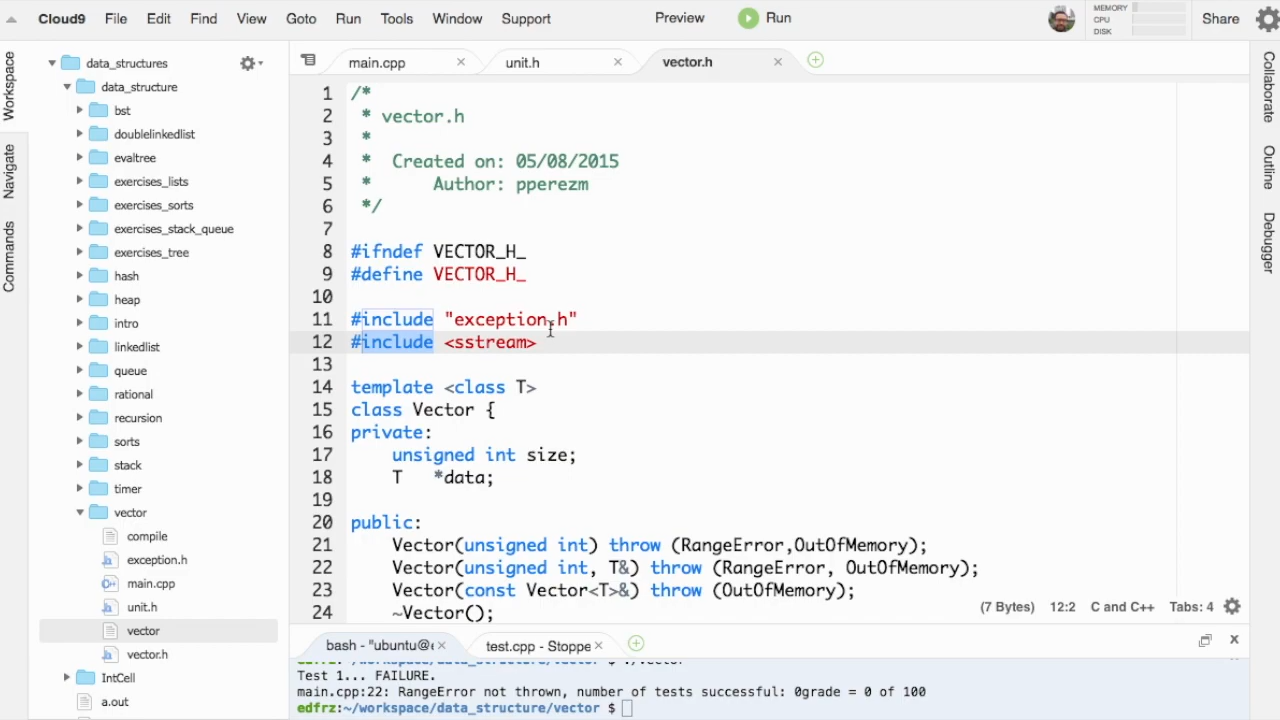 Cloud9 File Edit Find View Goto Run Tools Window Support Preview Run MEMORY CPU DISK Share
Workspace
Navigate
Commands
data_structures
data_structure
bst
doublelinkedlist
evaltree
exercises_lists
exercises_sorts
exercises_stack_queue
exercises_tree
hash
heap
intro
linkedlist
queue
rational
recursion
sorts
stack
timer
vector
compile
exception.h
main.cpp
unit.h
vector
vector.h
IntCell
a.out
main.cpp unit.h vector.h
1 /*
2 * vector.h
3 *
4 * Created on: 05/08/2015
5 * Author: pperezm
6 */
7
8 #ifndef VECTOR_H_
9 #define VECTOR_H_
10
11 #include "exception.h"
12 #include <sstream>
13
14 template <class T>
15 class Vector {
16 private:
17 unsigned int size;
18 T *data;
19
20 public:
21 Vector(unsigned int) throw (RangeError,OutOfMemory);
22 Vector(unsigned int, T&) throw (RangeError, OutOfMemory);
23 Vector(const Vector<T>&) throw (OutOfMemory);
24 ~Vector();
(7 Bytes) 12:2 C and C++ Tabs: 4
bash - "ubuntu@e test.cpp - Stoppe
edfrz:~/workspace/data_structure/vector $ ./vector
Test 1... FAILURE.
main.cpp:22: RangeError not thrown, number of tests successful: 0grade = 0 of 100
edfrz:~/workspace/data_structure/vector $
Collaborate
Outline
Debugger